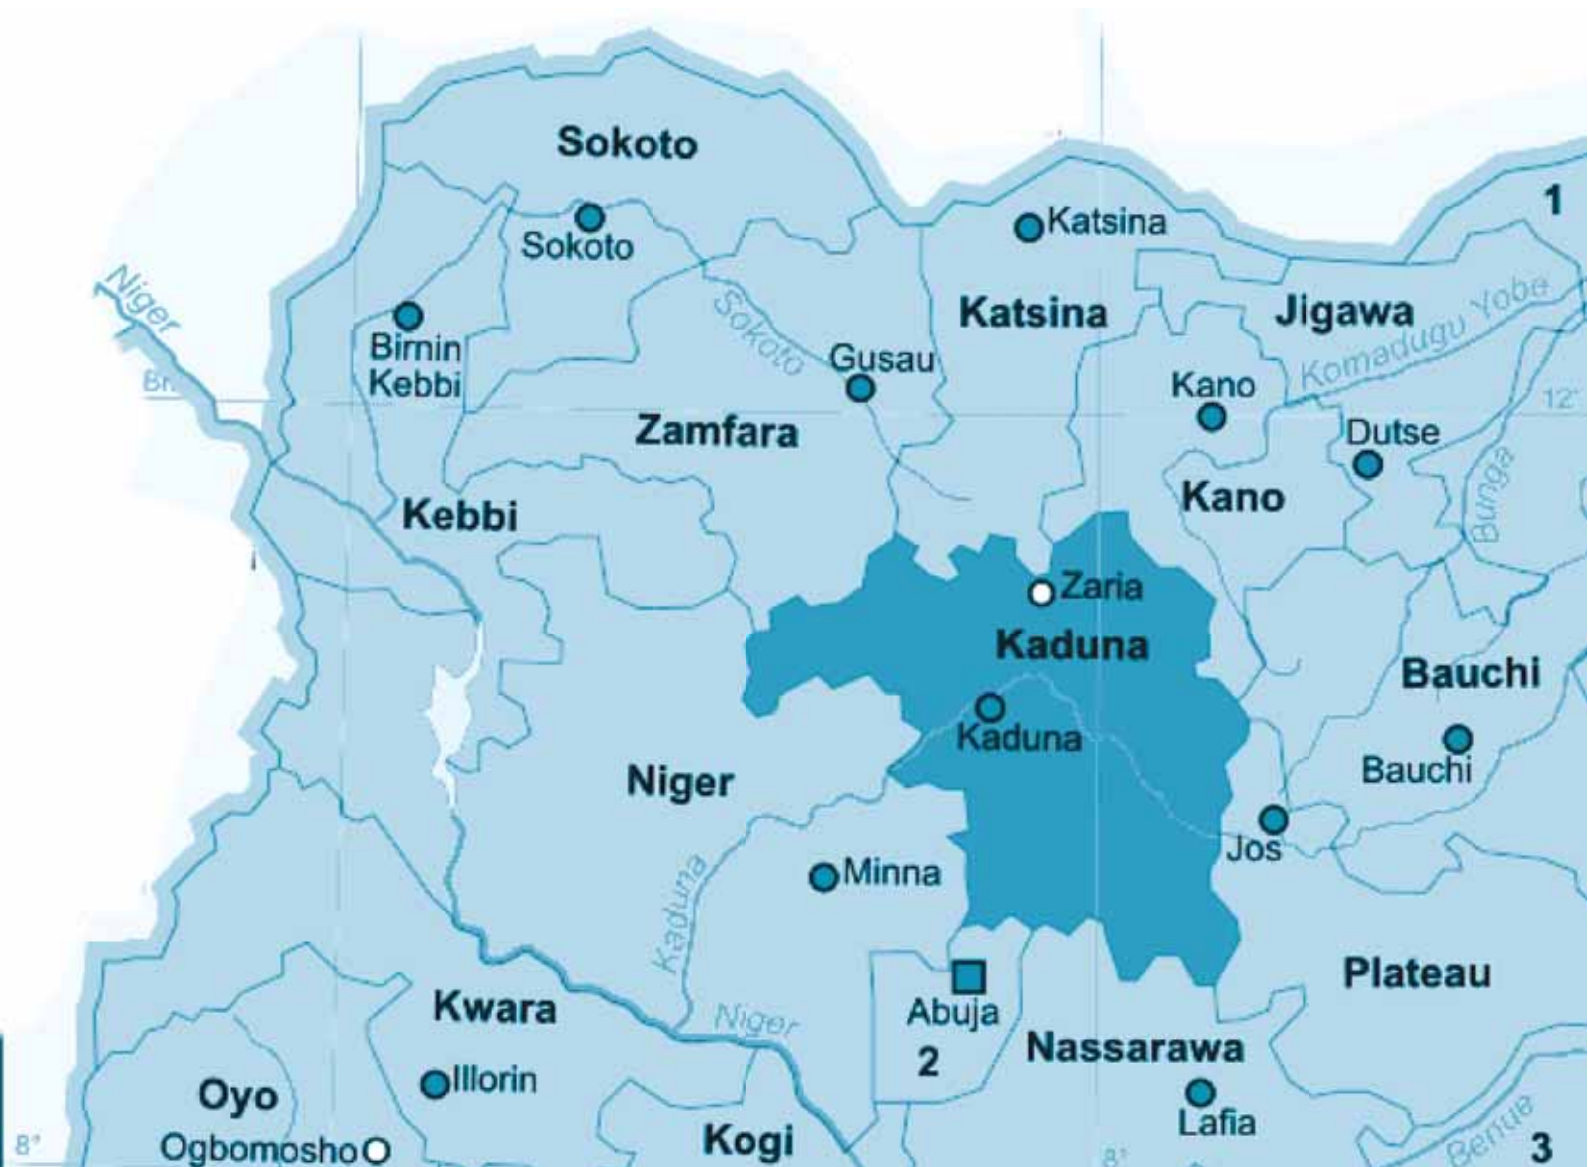 Sokoto
1
Sokoto
Katsina
Niger
Katsina
Jigawa
Komadugu Yobe
Birnin
Kebbi
Sokoto
Gusau
Kano
12°
Dutse
Zamfara
Bunga
Kebbi
Kano
Zaria
Kaduna
Bauchi
Kaduna
Niger
Bauchi
Jos
Minna
Kaduna
Plateau
Abuja
Kwara
Niger
2
Nassarawa
Illorin
Oyo
Lafia
Benue
8°
Ogbomosho
Kogi
3